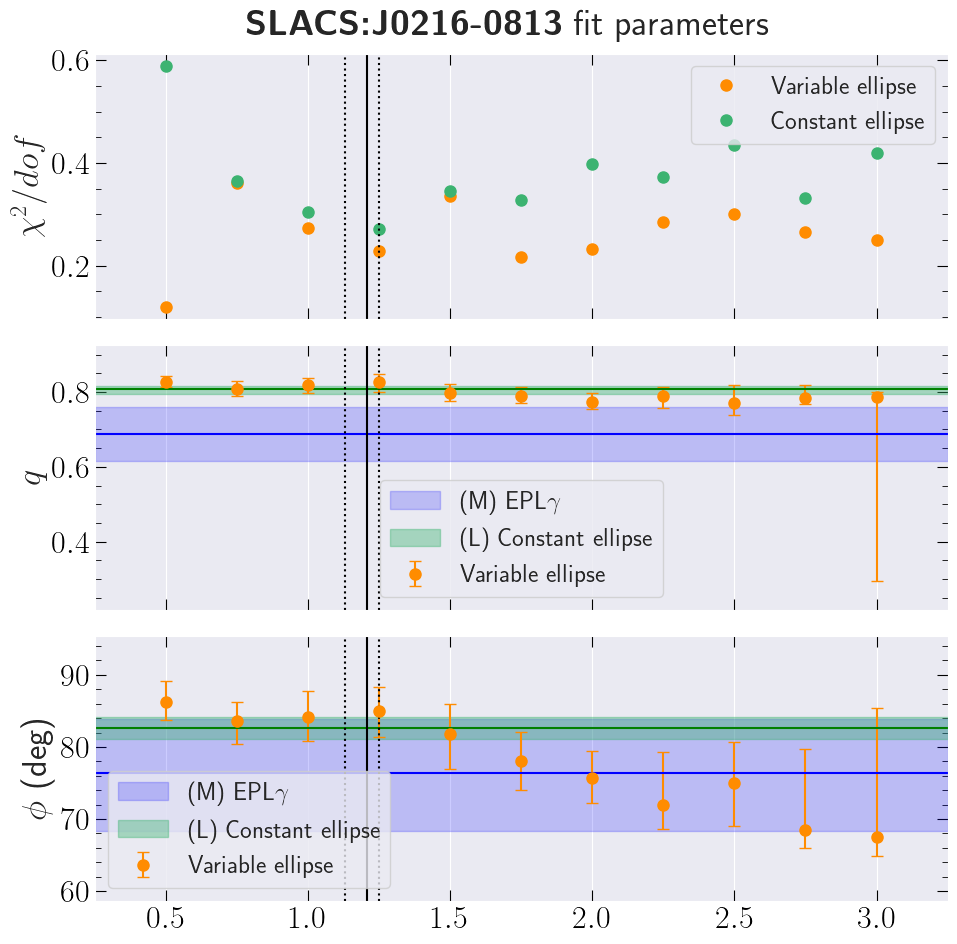 SLACS:J0216-0813 fit parameters
χ²/dof
0.6
0.4
0.2
Variable ellipse
Constant ellipse
q
0.8
0.6
0.4
(M) EPLγ
(L) Constant ellipse
Variable ellipse
ϕ (deg)
90
80
70
60
(M) EPLγ
(L) Constant ellipse
Variable ellipse
0.5 1.0 1.5 2.0 2.5 3.0